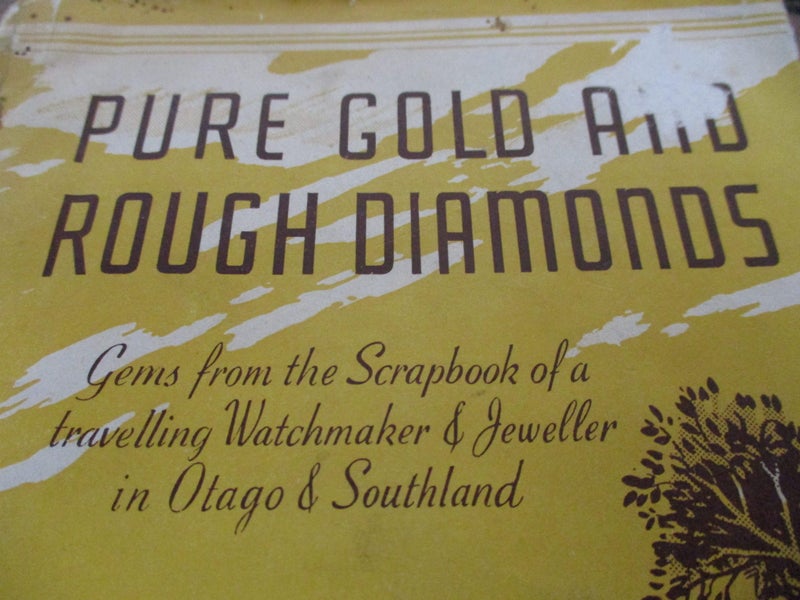 PURE GOLD AND
ROUGH DIAMONDS
Gems from the Scrapbook of a
travelling Watchmaker & Jeweller
in Otago & Southland